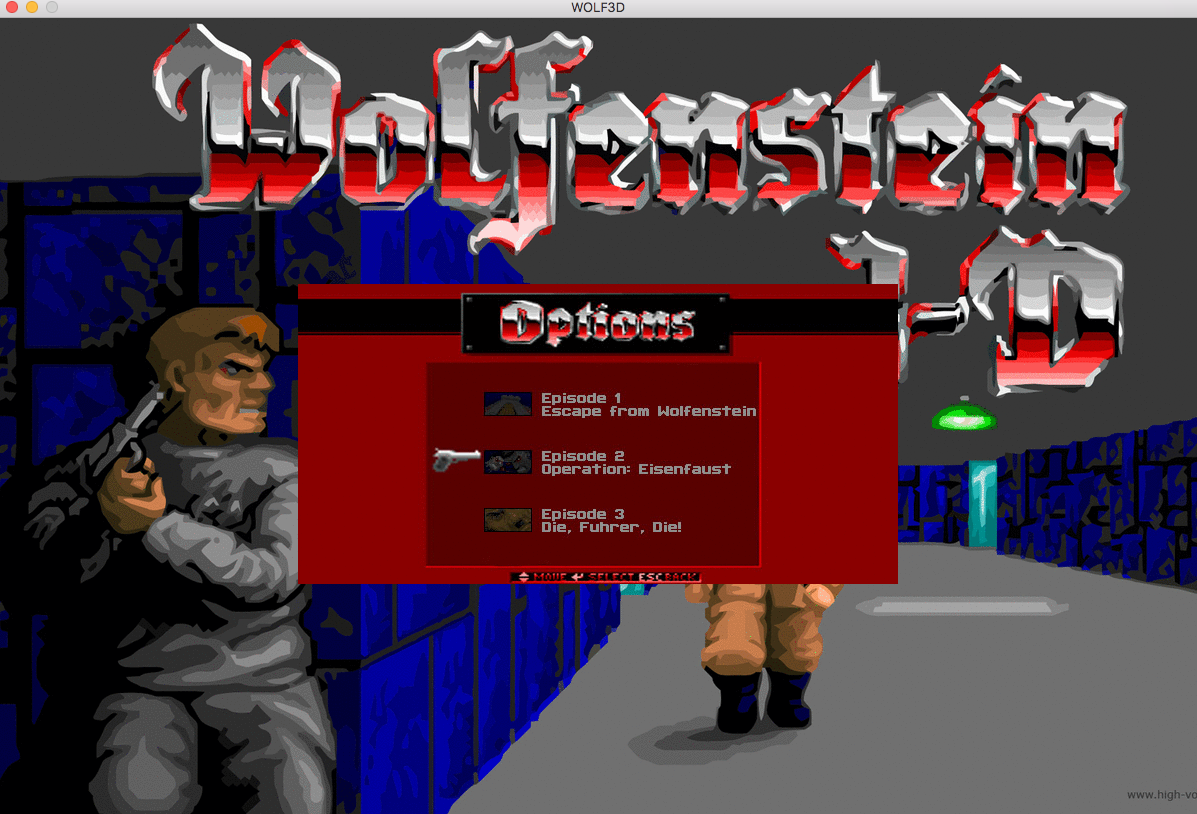 WOLF3D
Wolfenstein
3-D
Options
Episode 1
Escape from Wolfenstein
Episode 2
Operation: Eisenfaust
Episode 3
Die, Fuhrer, Die!
MOVE SELECT ESC BACK
www.high-vo